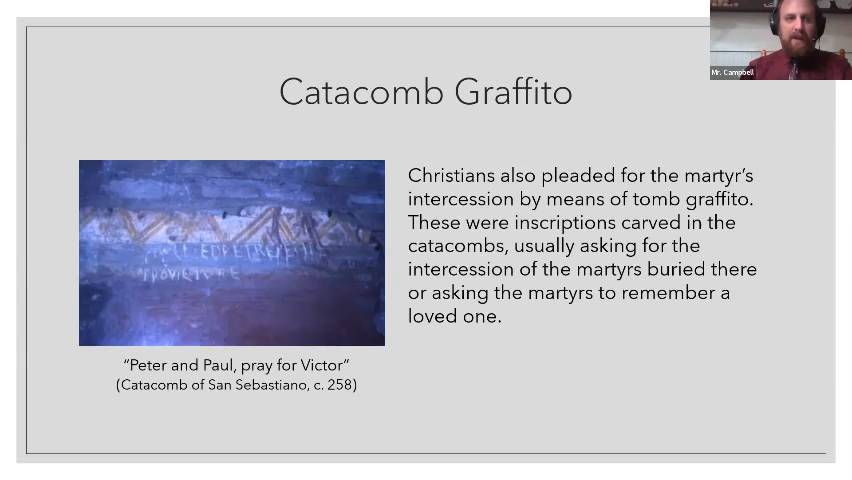 Mr. Campbell
Catacomb Graffito
Christians also pleaded for the martyr’s
intercession by means of tomb graffito.
These were inscriptions carved in the
catacombs, usually asking for the
intercession of the martyrs buried there
or asking the martyrs to remember a
loved one.
“Peter and Paul, pray for Victor”
(Catacomb of San Sebastiano, c. 258)